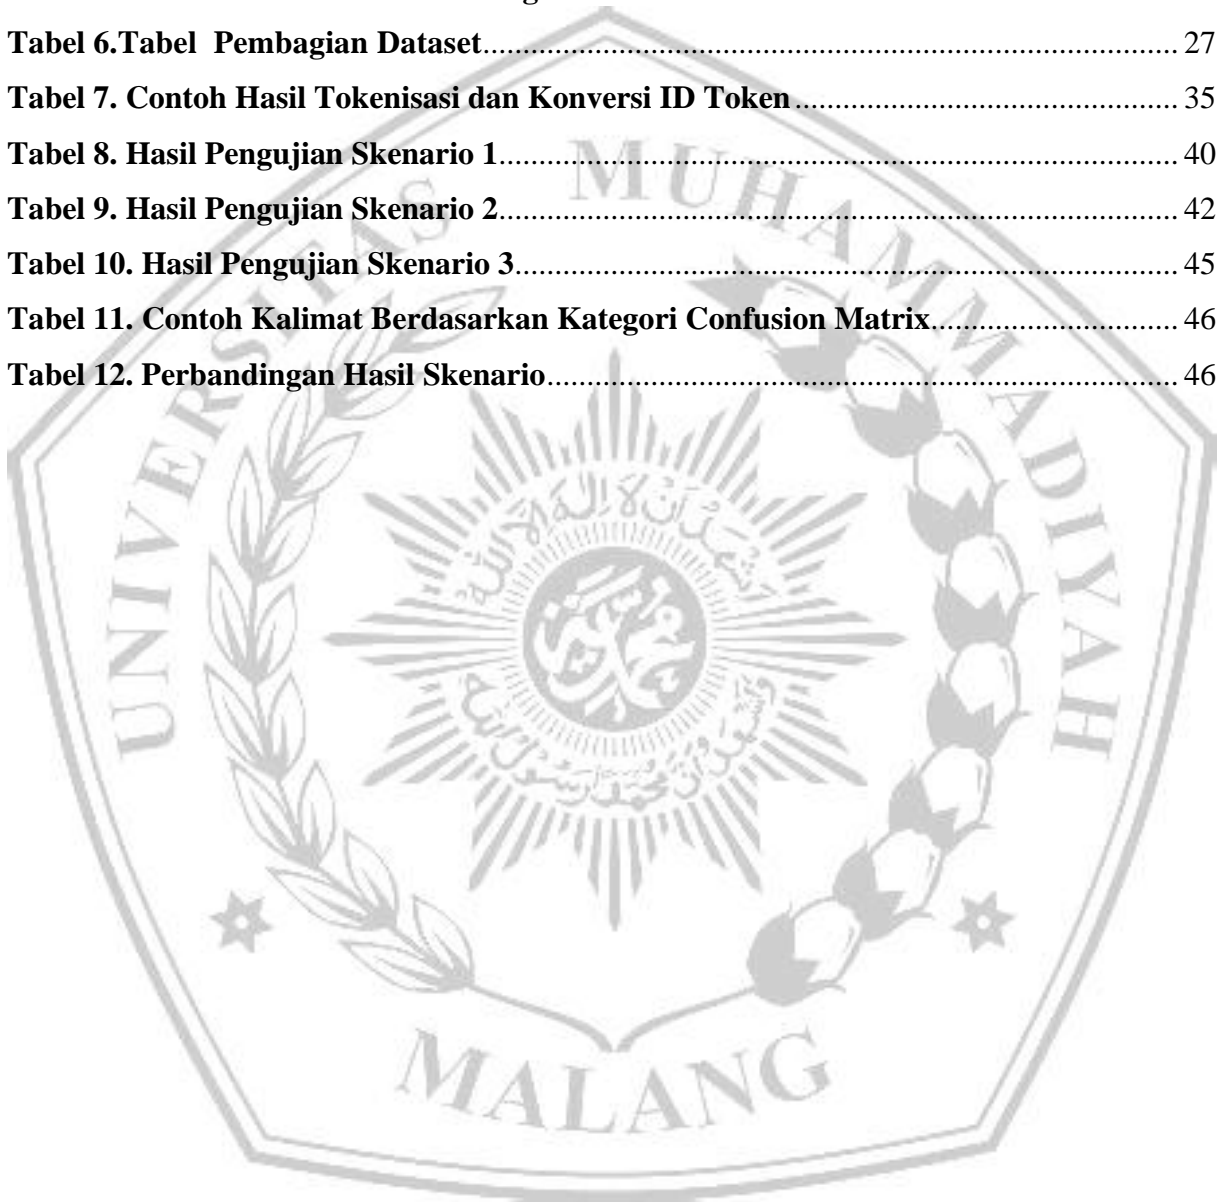 Tabel 6.Tabel  Pembagian Dataset........................................................................................ 27
Tabel 7. Contoh Hasil Tokenisasi dan Konversi ID Token................................................ 35
Tabel 8. Hasil Pengujian Skenario 1...................................................................................... 40
Tabel 9. Hasil Pengujian Skenario 2...................................................................................... 42
Tabel 10. Hasil Pengujian Skenario 3.................................................................................... 45
Tabel 11. Contoh Kalimat Berdasarkan Kategori Confusion Matrix............................... 46
Tabel 12. Perbandingan Hasil Skenario................................................................................ 46
UNIVERSITAS MUHAMMADIYAH
MALANG